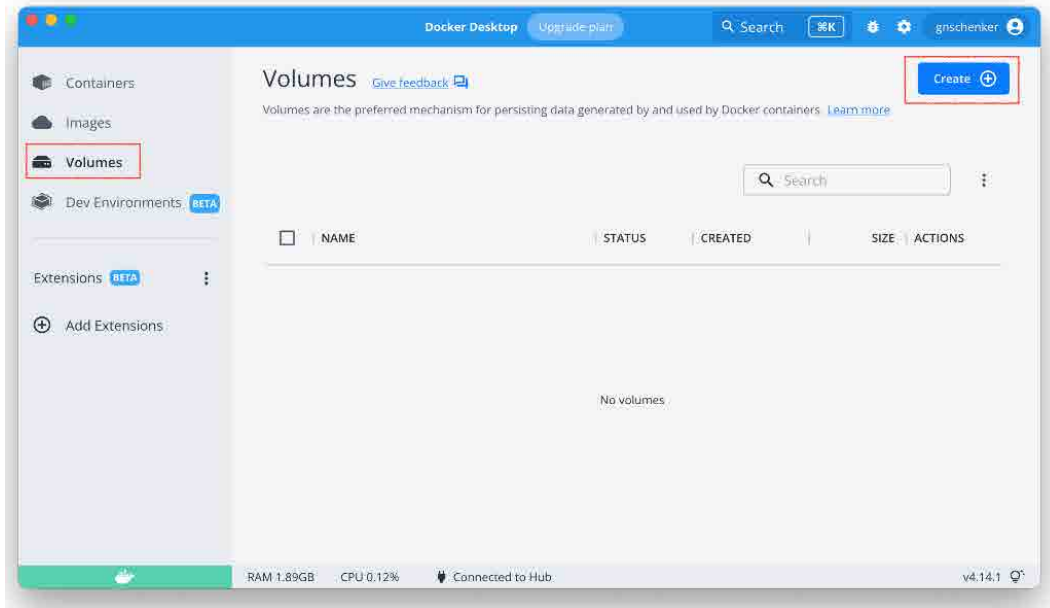 Docker Desktop Upgrade plan Search ⌘K gnschenker
Containers
Images
Volumes
Dev Environments BETA
Extensions BETA
Add Extensions
Volumes Give feedback
Create
Volumes are the preferred mechanism for persisting data generated by and used by Docker containers. Learn more
Search
NAME STATUS CREATED SIZE ACTIONS
No volumes
RAM 1.89GB CPU 0.12% Connected to Hub v4.14.1